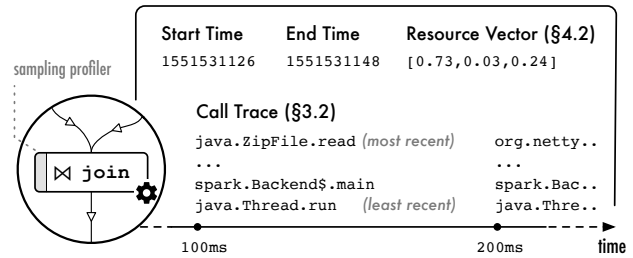 Start Time End Time Resource Vector (§4.2)
1551531126 1551531148 [0.73,0.03,0.24]
sampling profiler
Call Trace (§3.2)
java.ZipFile.read (most recent) org.netty..
... ...
⋈ join
spark.Backend$.main spark.Bac..
java.Thread.run (least recent) java.Thre..
100ms 200ms time